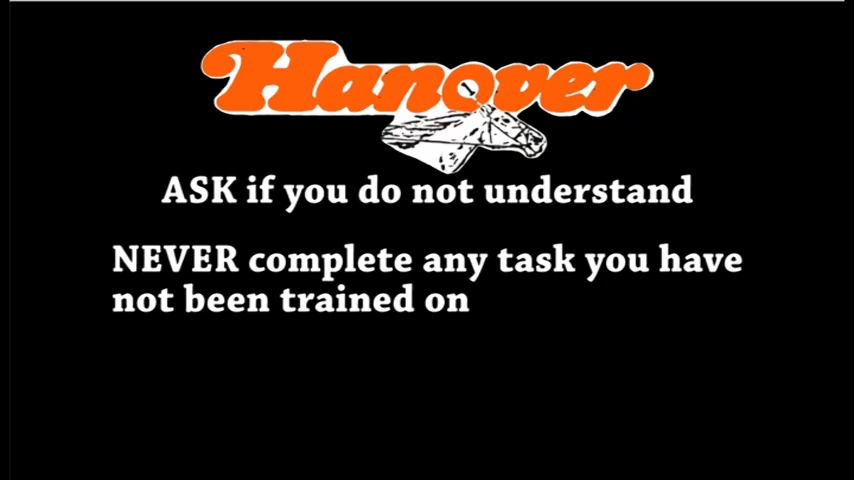 Hanover
ASK if you do not understand
NEVER complete any task you have
not been trained on